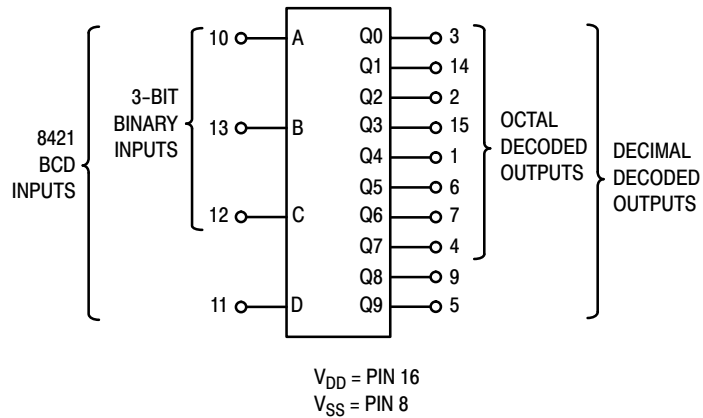 10 A Q0 3
Q1 14
3-BIT Q2 2
BINARY
INPUTS
13 B Q3 15
8421
BCD
INPUTS
Q4 1
OCTAL
DECODED
OUTPUTS
DECIMAL
DECODED
OUTPUTS
Q5 6
12 C Q6 7
Q7 4
Q8 9
11 D Q9 5
VDD = PIN 16
VSS = PIN 8